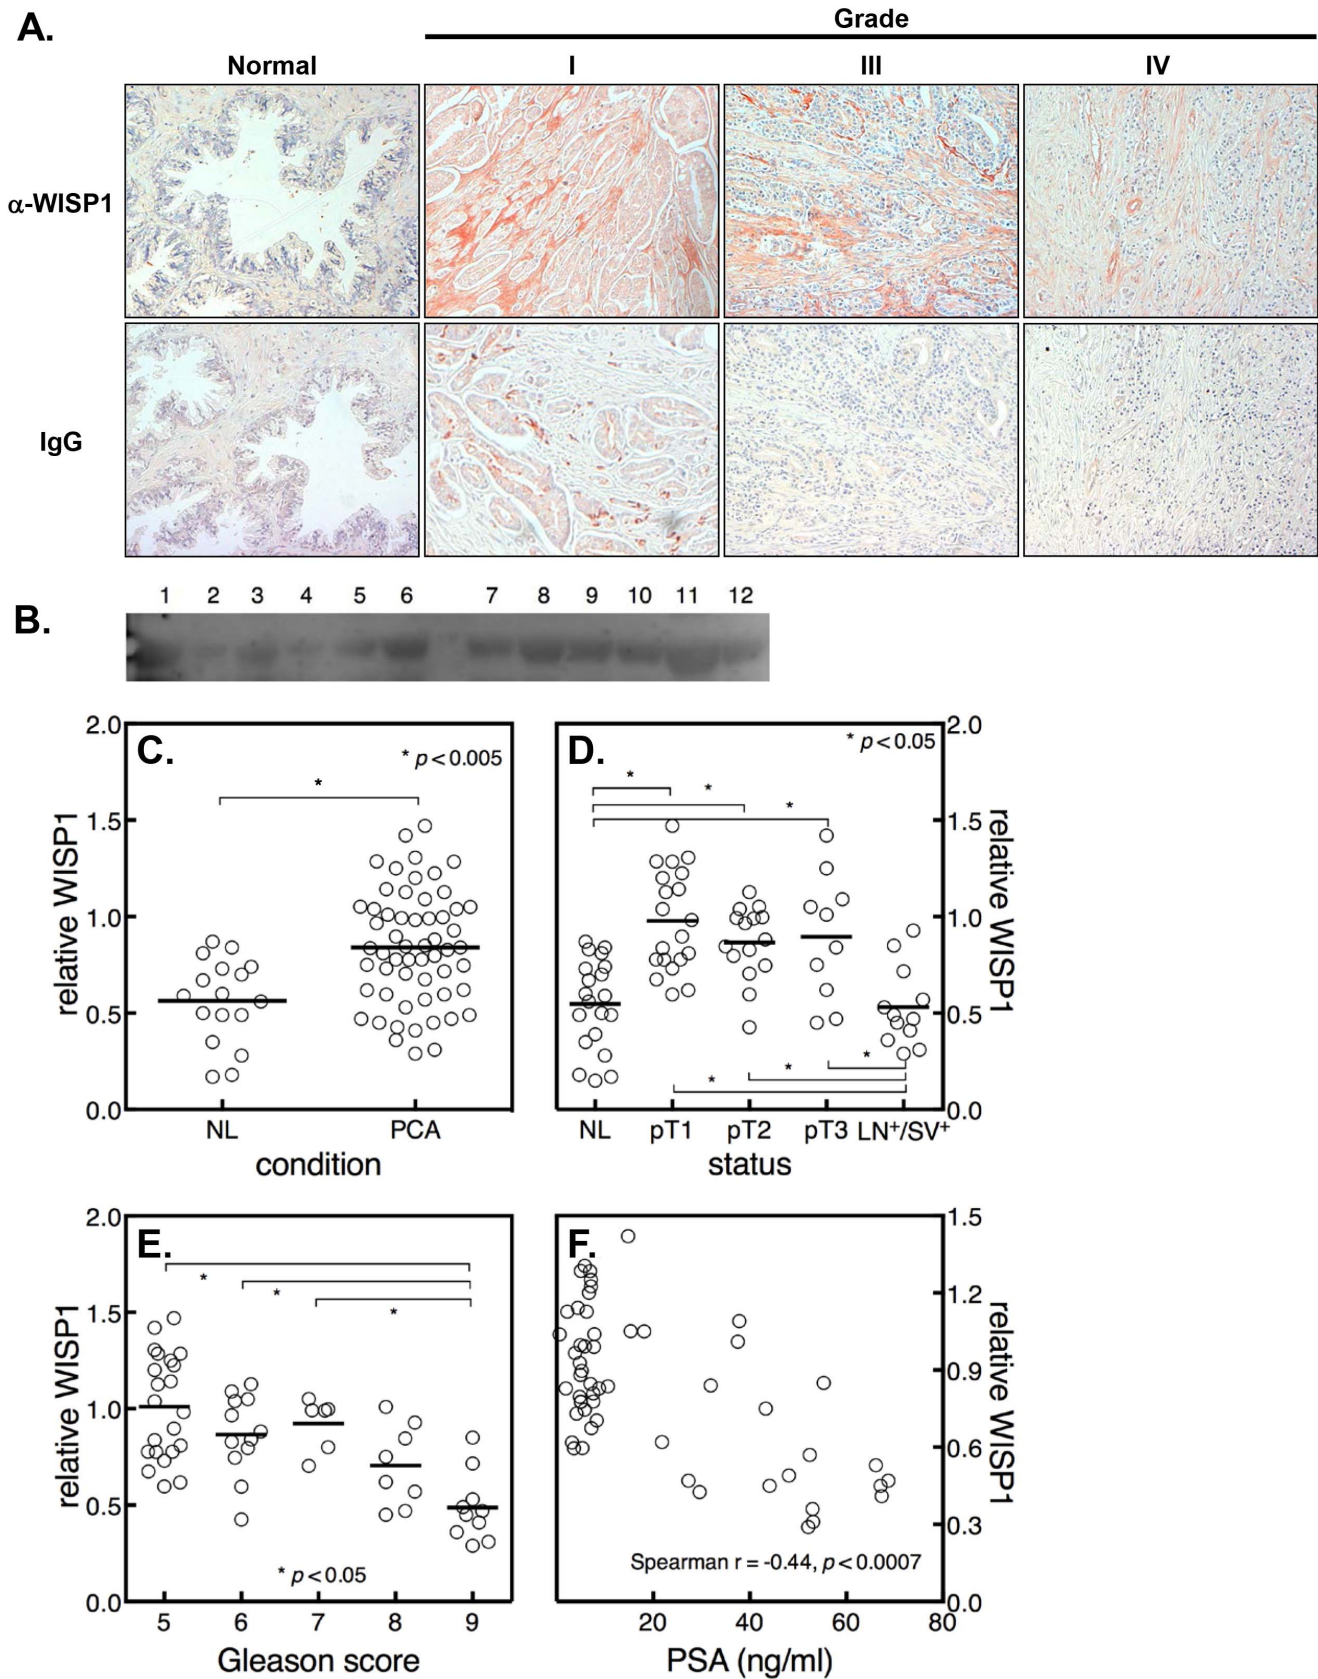 A.
Grade
Normal
I
III
IV
α-WISP1
IgG
B.
1 2 3 4 5 6 7 8 9 10 11 12
C.
* p < 0.005
*
2.0
1.5
1.0
0.5
0.0
relative WISP1
NL PCA
condition
D.
* p < 0.05
*
*
*
*
*
*
2.0
1.5
1.0
0.5
0.0
relative WISP1
NL pT1 pT2 pT3 LN⁺/SV⁺
status
E.
*
*
*
* p < 0.05
2.0
1.5
1.0
0.5
0.0
relative WISP1
5 6 7 8 9
Gleason score
F.
1.5
1.2
0.9
0.6
0.3
0.0
relative WISP1
Spearman r = -0.44, p < 0.0007
20 40 60 80
PSA (ng/ml)